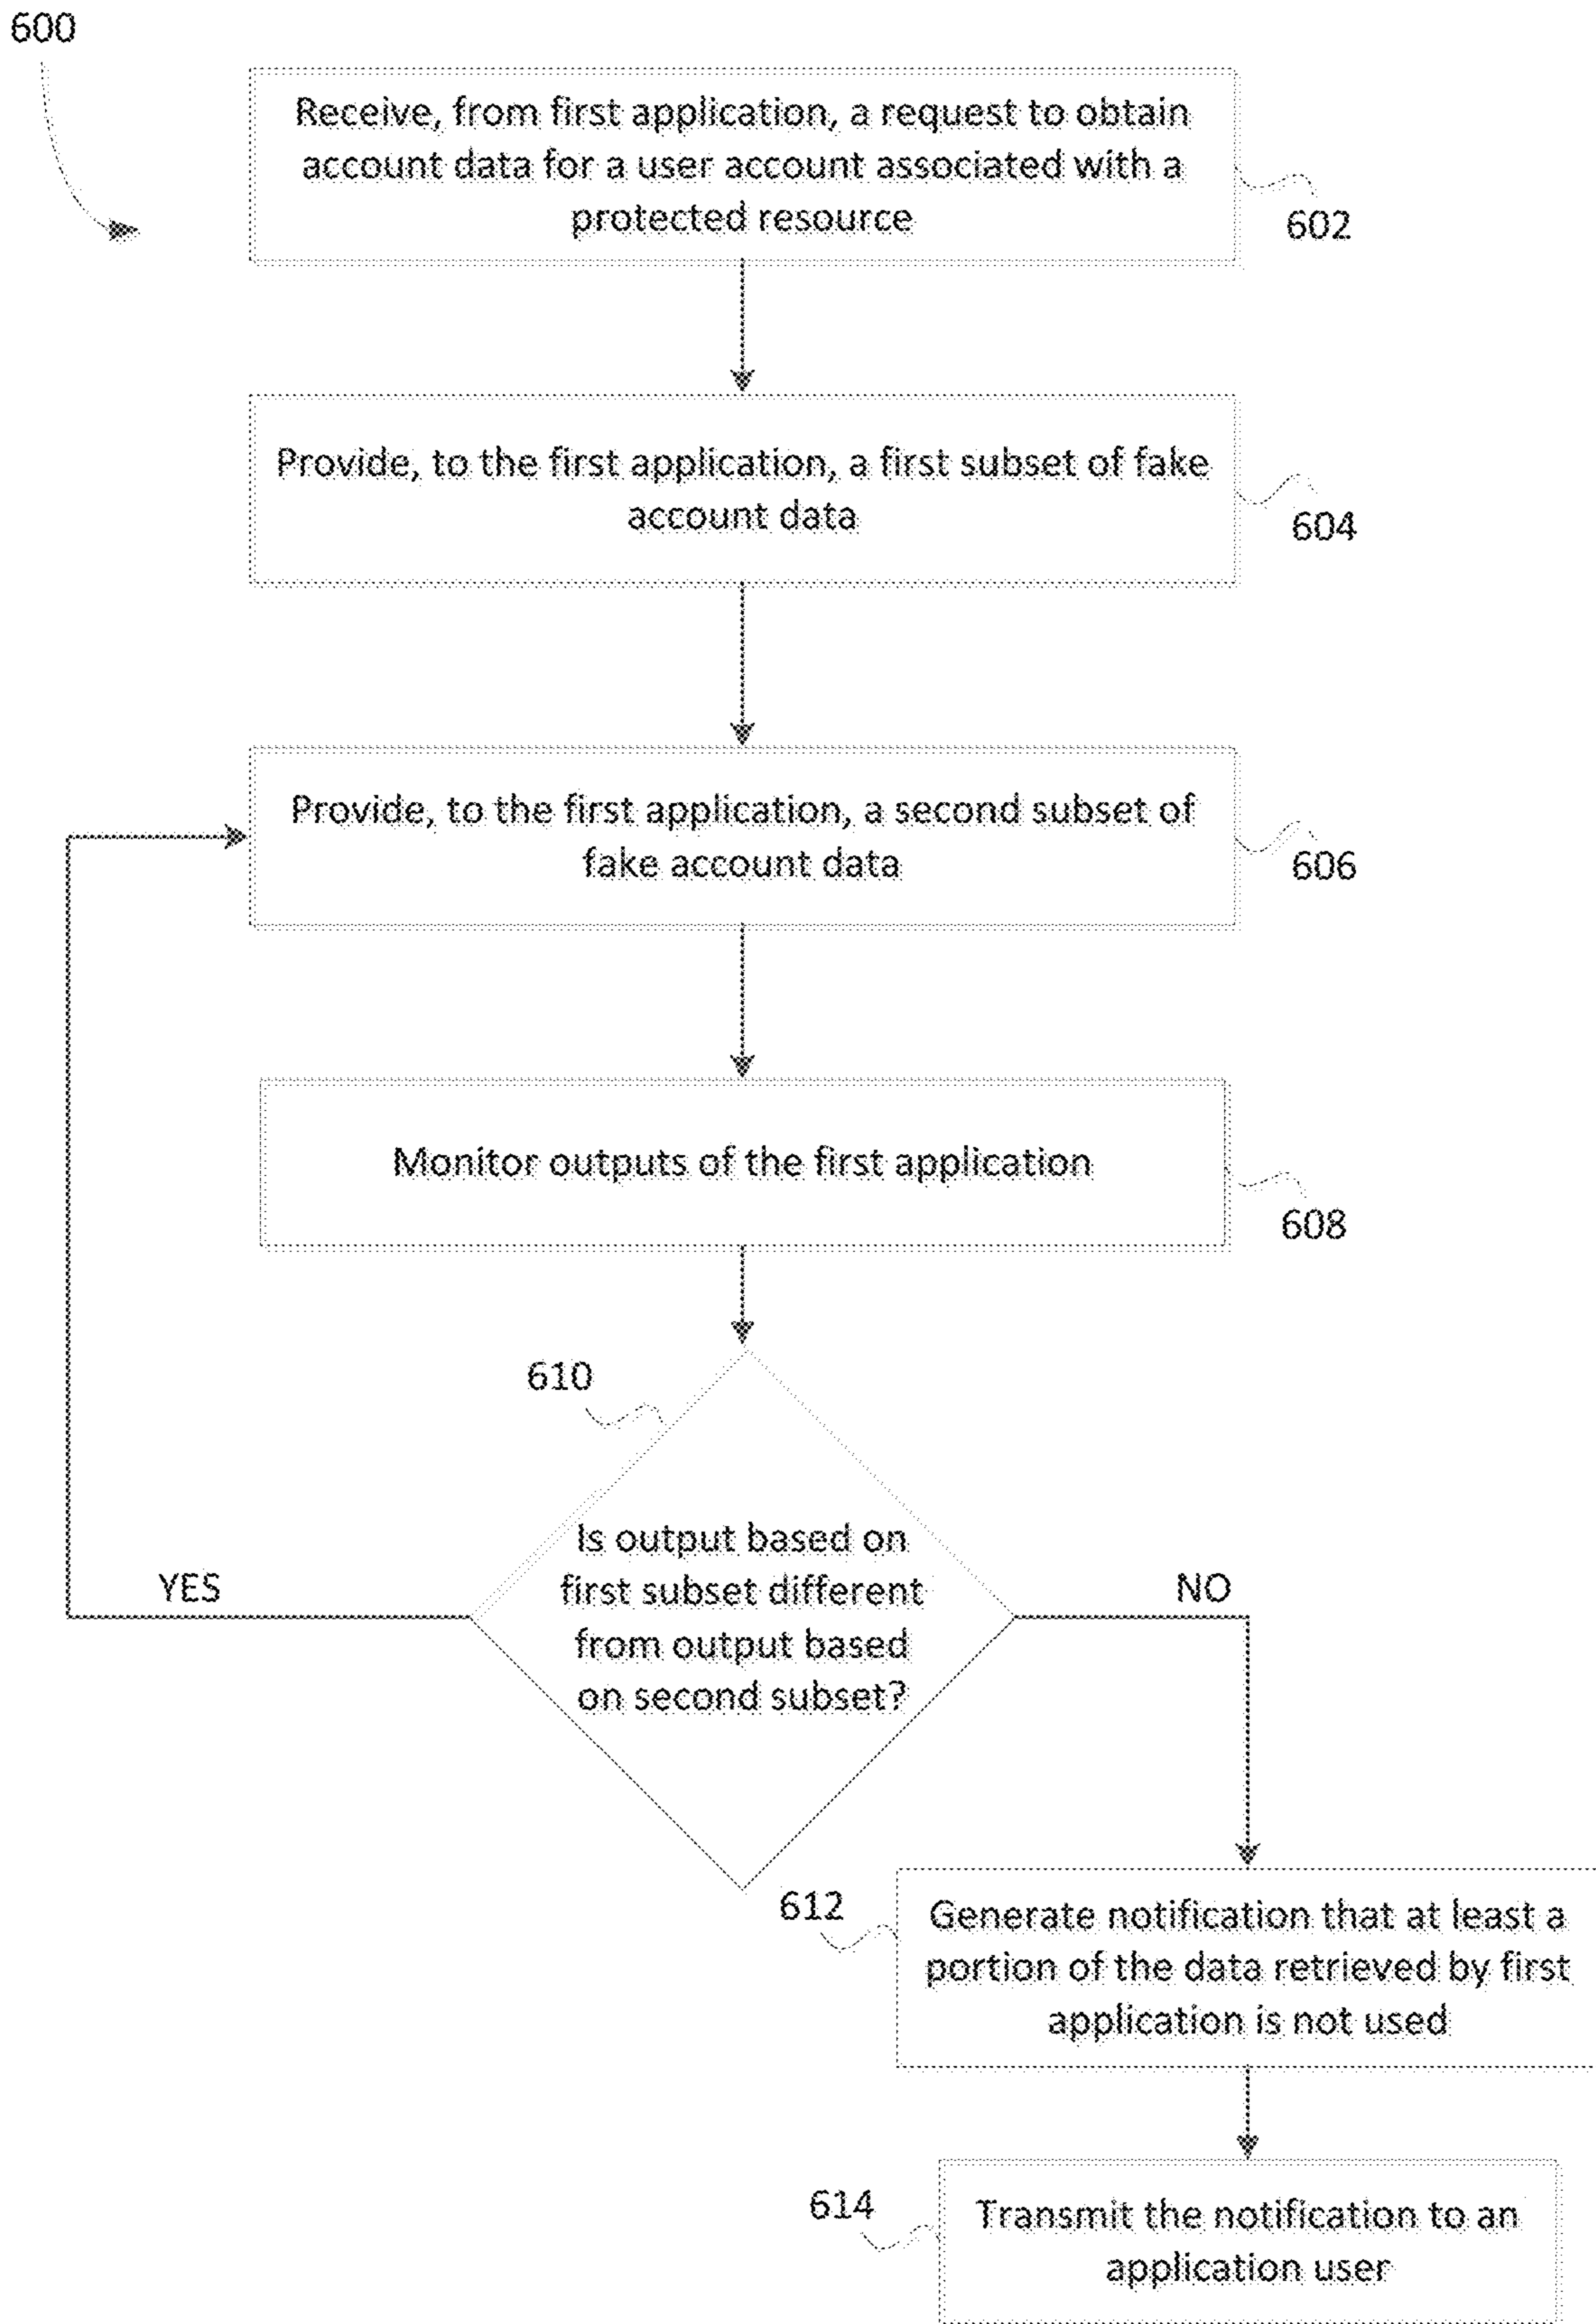 600
Receive, from first application, a request to obtain
account data for a user account associated with a
protected resource
602
Provide, to the first application, a first subset of fake
account data
604
Provide, to the first application, a second subset of
fake account data
606
Monitor outputs of the first application
608
610
Is output based on
first subset different
from output based
on second subset?
YES
NO
612
Generate notification that at least a
portion of the data retrieved by first
application is not used
614
Transmit the notification to an
application user